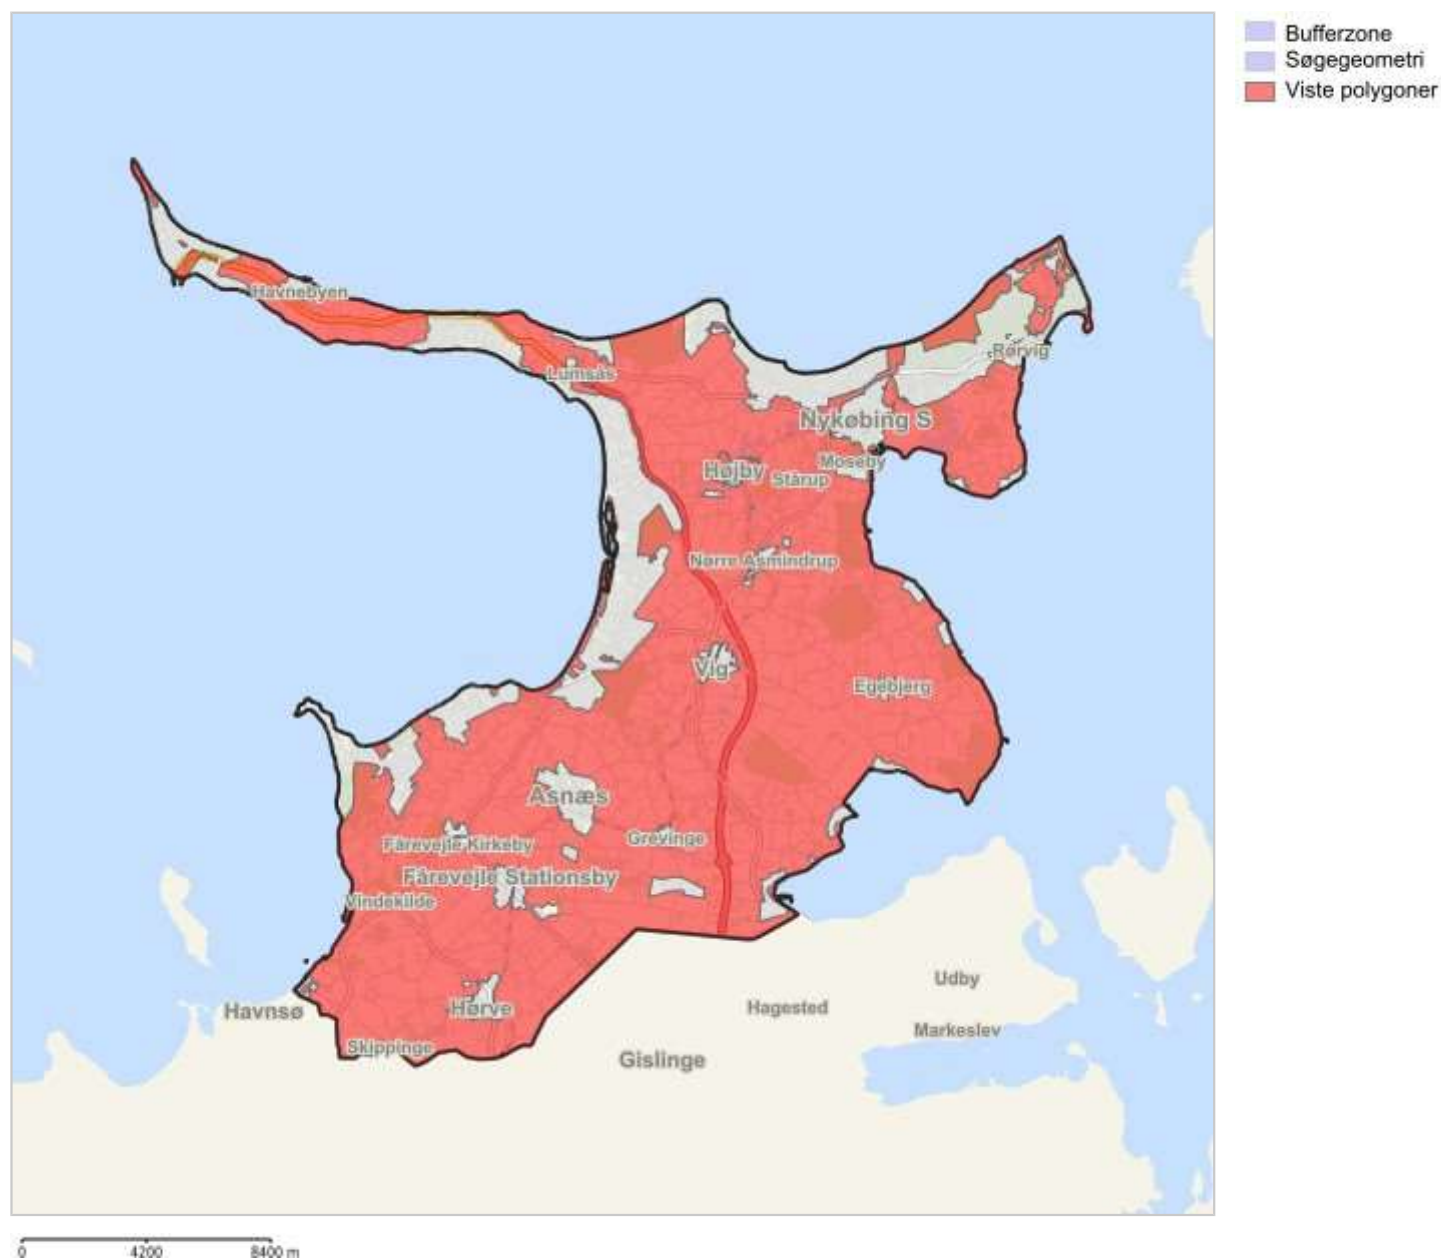 Bufferzone
Søgegeometri
Viste polygoner
Havnebyen
Rørvig
Lumsås
Nykøbing S
Moseby
Højby
Stårup
Nørre Asmindrup
Vig
Egebjerg
Asnæs
Grevinge
Fårevejle Kirkeby
Fårevejle Stationsby
Vindekilde
Udby
Havnsø
Hørve
Hagested
Markeslev
Skippinge
Gislinge
0 4200 8400 m